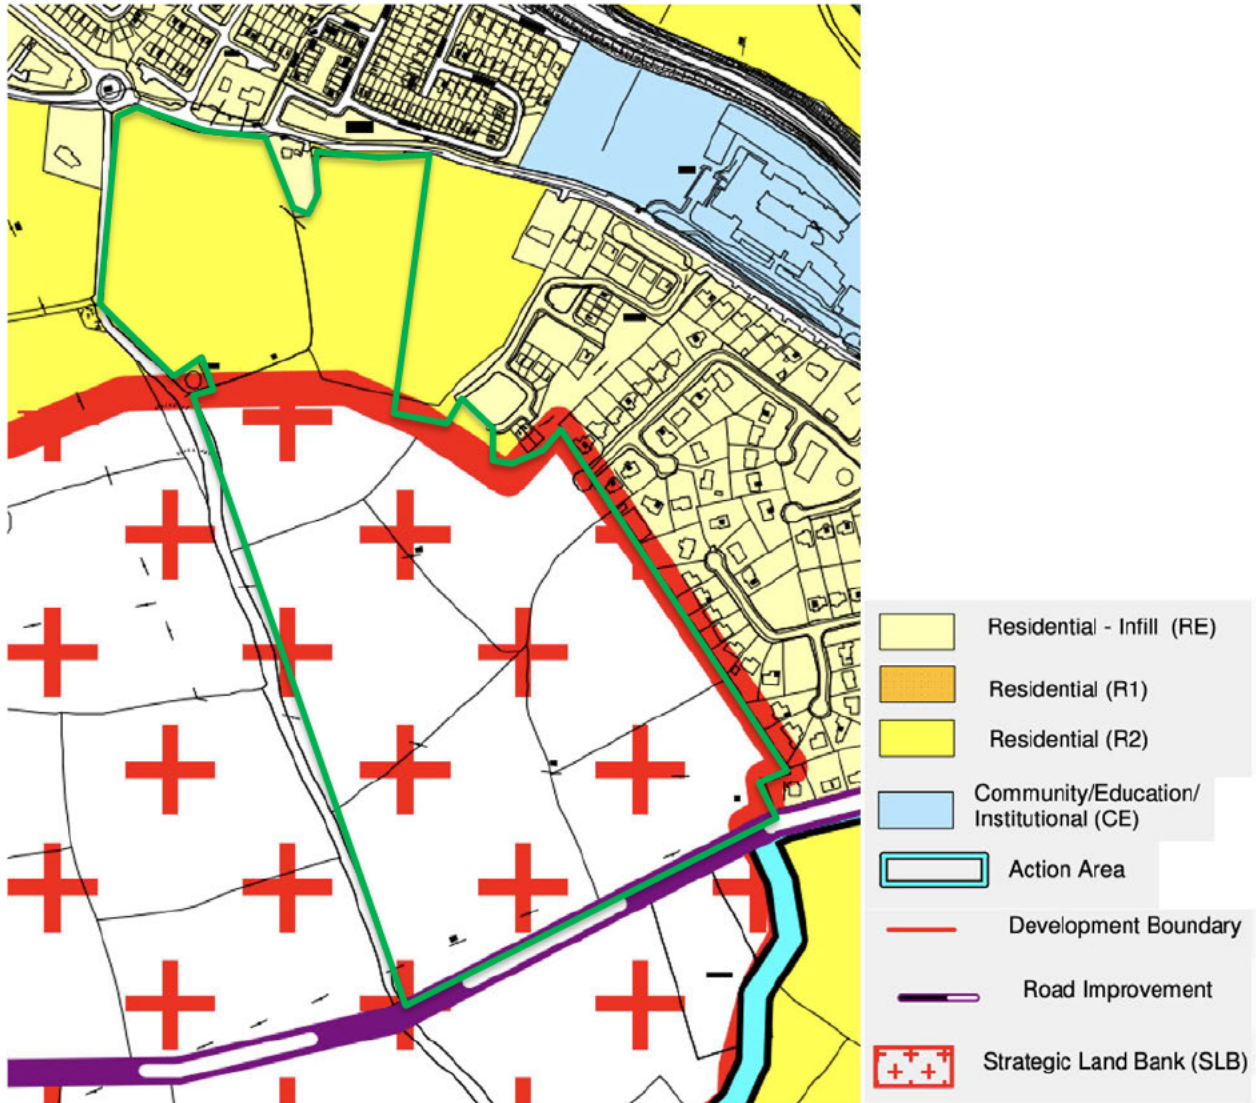 Residential - Infill (RE)
Residential (R1)
Residential (R2)
Community/Education/
Institutional (CE)
Action Area
Development Boundary
Road Improvement
Strategic Land Bank (SLB)